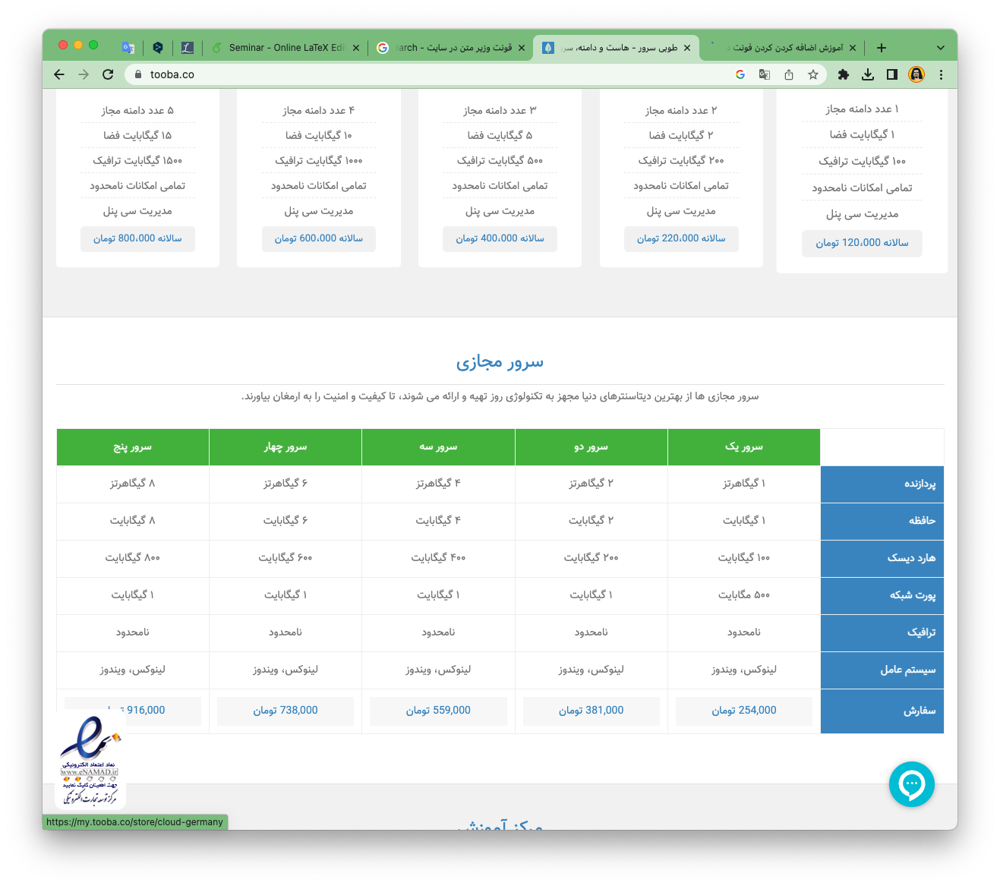 Seminar - Online LaTeX Edi
earch - فونت وزیر متن در سایت
طوبی سرور - هاست و دامنه، سر
آموزش اضافه کردن کردن فونت د
tooba.co
۱ عدد دامنه مجاز
۱ گیگابایت فضا
۱۰۰ گیگابایت ترافیک
تمامی امکانات نامحدود
مدیریت سی پنل
سالانه 120،000 تومان
۲ عدد دامنه مجاز
۲ گیگابایت فضا
۲۰۰ گیگابایت ترافیک
تمامی امکانات نامحدود
مدیریت سی پنل
سالانه 220،000 تومان
۳ عدد دامنه مجاز
۵ گیگابایت فضا
۵۰۰ گیگابایت ترافیک
تمامی امکانات نامحدود
مدیریت سی پنل
سالانه 400،000 تومان
۴ عدد دامنه مجاز
۱۰ گیگابایت فضا
۱۰۰۰ گیگابایت ترافیک
تمامی امکانات نامحدود
مدیریت سی پنل
سالانه 600،000 تومان
۵ عدد دامنه مجاز
۱۵ گیگابایت فضا
۱۵۰۰ گیگابایت ترافیک
تمامی امکانات نامحدود
مدیریت سی پنل
سالانه 800،000 تومان
سرور مجازی
سرور مجازی ها از بهترین دیتاسنترهای دنیا مجهز به تکنولوژی روز تهیه و ارائه می شوند، تا کیفیت و امنیت را به ارمغان بیاورند.
سرور یک سرور دو سرور سه سرور چهار سرور پنج
پردازنده ۱ گیگاهرتز ۲ گیگاهرتز ۴ گیگاهرتز ۶ گیگاهرتز ۸ گیگاهرتز
حافظه ۱ گیگابایت ۲ گیگابایت ۴ گیگابایت ۶ گیگابایت ۸ گیگابایت
هارد دیسک ۱۰۰ گیگابایت ۲۰۰ گیگابایت ۴۰۰ گیگابایت ۶۰۰ گیگابایت ۸۰۰ گیگابایت
پورت شبکه ۵۰۰ مگابایت ۱ گیگابایت ۱ گیگابایت ۱ گیگابایت ۱ گیگابایت
ترافیک نامحدود نامحدود نامحدود نامحدود نامحدود
سیستم عامل لینوکس، ویندوز لینوکس، ویندوز لینوکس، ویندوز لینوکس، ویندوز لینوکس، ویندوز
سفارش 254,000 تومان 381,000 تومان 559,000 تومان 738,000 تومان 916,000
نماد اعتماد الکترونیکی
www.eNAMAD.ir
جهت اطمینان کلیک نمایید
مرکز توسعه تجارت الکترونیکی
مرکز آموزش
https://my.tooba.co/store/cloud-germany